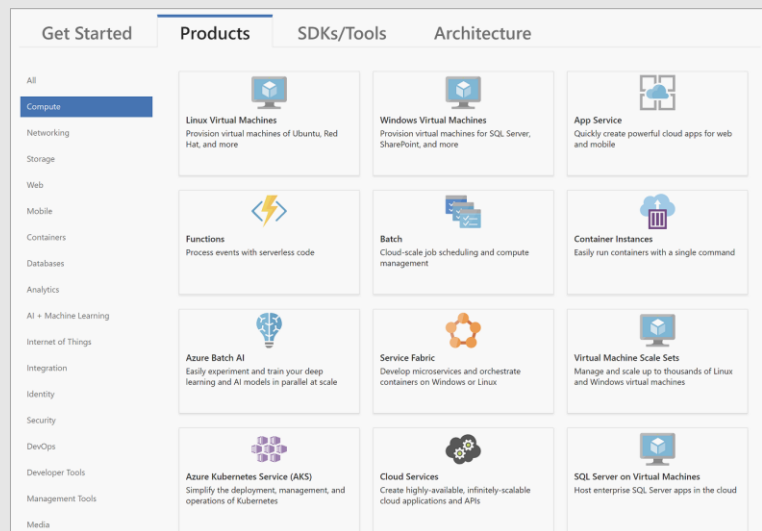 Get Started
Products
SDKs/Tools
Architecture
All
Compute
Networking
Storage
Web
Mobile
Containers
Databases
Analytics
AI + Machine Learning
Internet of Things
Integration
Identity
Security
DevOps
Developer Tools
Management Tools
Media
Linux Virtual Machines
Provision virtual machines of Ubuntu, Red
Hat, and more
Windows Virtual Machines
Provision virtual machines for SQL Server,
SharePoint, and more
App Service
Quickly create powerful cloud apps for web
and mobile
Functions
Process events with serverless code
Batch
Cloud-scale job scheduling and compute
management
Container Instances
Easily run containers with a single command
Azure Batch AI
Easily experiment and train your deep
learning and AI models in parallel at scale
Service Fabric
Develop microservices and orchestrate
containers on Windows or Linux
Virtual Machine Scale Sets
Manage and scale up to thousands of Linux
and Windows virtual machines
Azure Kubernetes Service (AKS)
Simplify the deployment, management, and
operations of Kubernetes
Cloud Services
Create highly-available, infinitely-scalable
cloud applications and APIs
SQL Server on Virtual Machines
Host enterprise SQL Server apps in the cloud